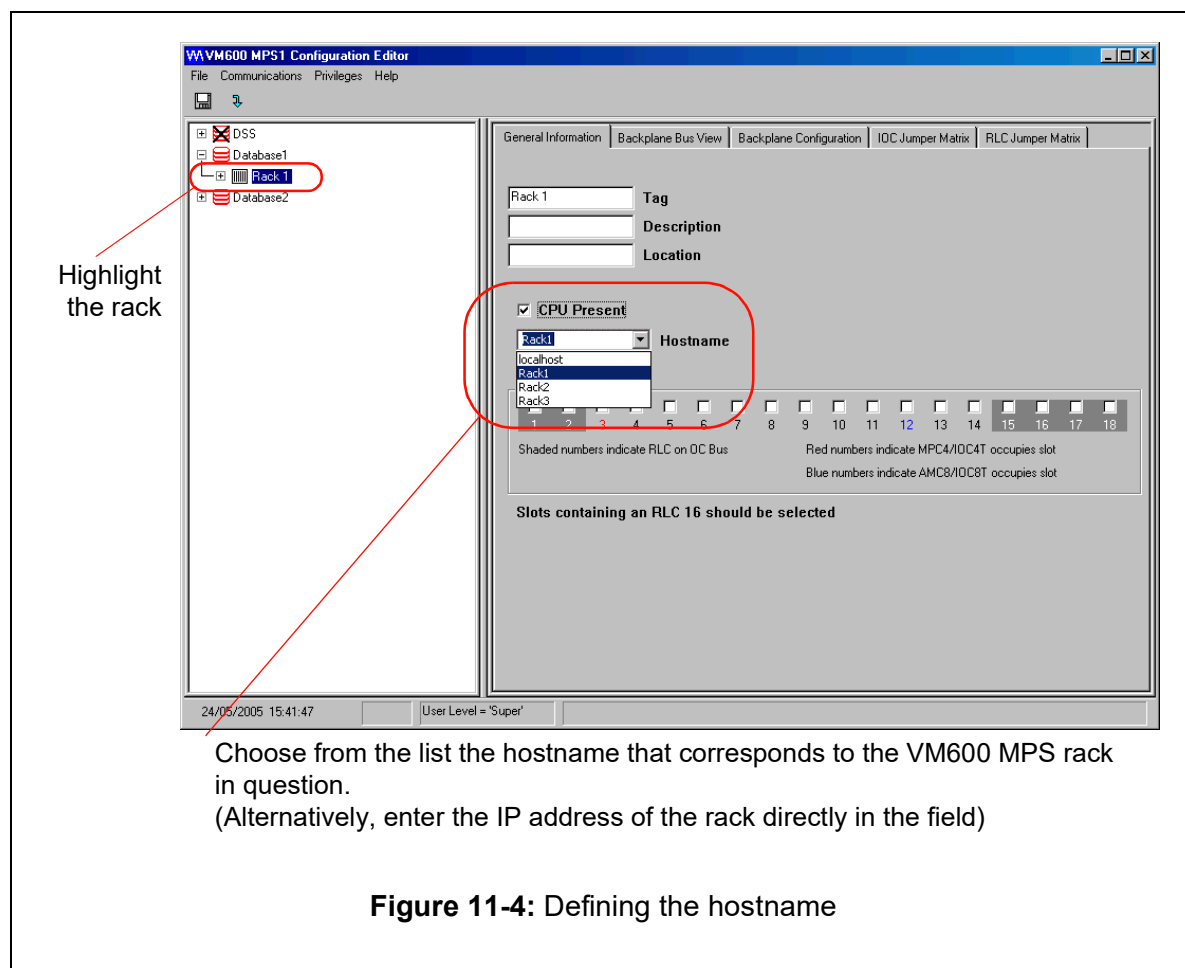 VM600 MPS1 Configuration Editor
File Communications Privileges Help
DSS
Database1
Rack 1
Database2
General Information Backplane Bus View Backplane Configuration IOC Jumper Matrix RLC Jumper Matrix
Rack 1 Tag
Description
Location
Highlight
the rack
CPU Present
Rack1 Hostname
localhost
Rack1
Rack2
Rack3
1 2 3 4 5 6 7 8 9 10 11 12 13 14 15 16 17 18
Shaded numbers indicate RLC on OC Bus
Red numbers indicate MPC4/IOC4T occupies slot
Blue numbers indicate AMC8/IOC8T occupies slot
Slots containing an RLC 16 should be selected
24/05/2005 15:41:47 User Level = 'Super'
Choose from the list the hostname that corresponds to the VM600 MPS rack
in question.
(Alternatively, enter the IP address of the rack directly in the field)
Figure 11-4: Defining the hostname